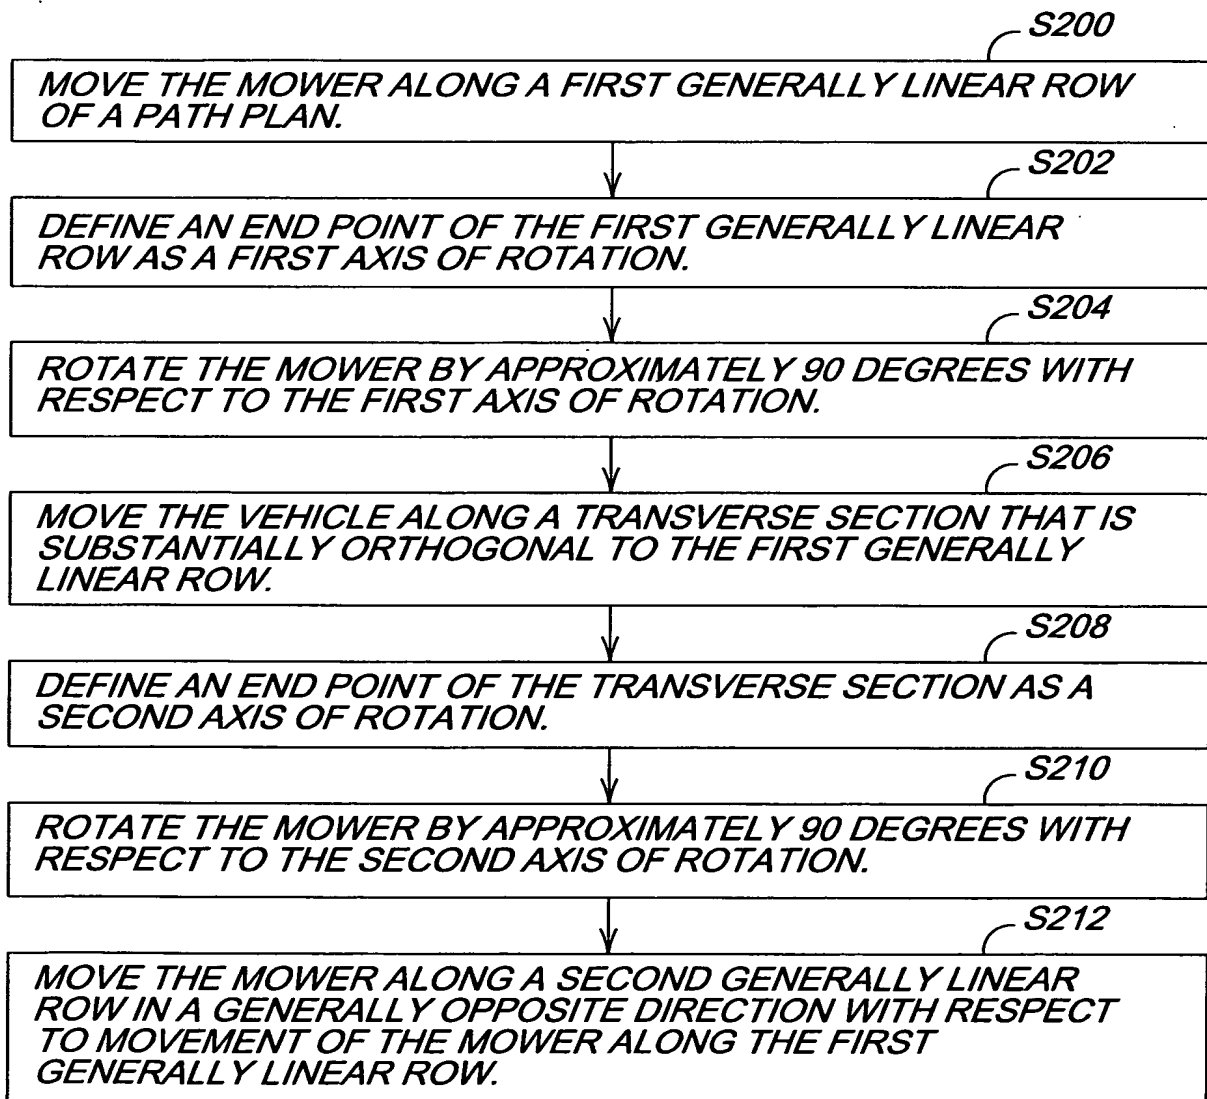 S200
MOVE THE MOWER ALONG A FIRST GENERALLY LINEAR ROW
OF A PATH PLAN.
S202
DEFINE AN END POINT OF THE FIRST GENERALLY LINEAR
ROW AS A FIRST AXIS OF ROTATION.
S204
ROTATE THE MOWER BY APPROXIMATELY 90 DEGREES WITH
RESPECT TO THE FIRST AXIS OF ROTATION.
S206
MOVE THE VEHICLE ALONG A TRANSVERSE SECTION THAT IS
SUBSTANTIALLY ORTHOGONAL TO THE FIRST GENERALLY
LINEAR ROW.
S208
DEFINE AN END POINT OF THE TRANSVERSE SECTION AS A
SECOND AXIS OF ROTATION.
S210
ROTATE THE MOWER BY APPROXIMATELY 90 DEGREES WITH
RESPECT TO THE SECOND AXIS OF ROTATION.
S212
MOVE THE MOWER ALONG A SECOND GENERALLY LINEAR
ROW IN A GENERALLY OPPOSITE DIRECTION WITH RESPECT
TO MOVEMENT OF THE MOWER ALONG THE FIRST
GENERALLY LINEAR ROW.